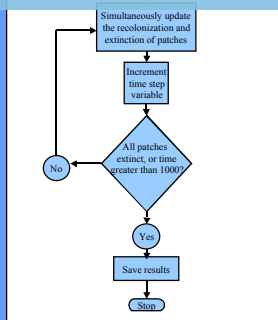 Simultaneously update
the recolonization and
extinction of patches
Increment
time step
variable
All patches
extinct, or time
greater than 1000?
No
Yes
Save results
Stop